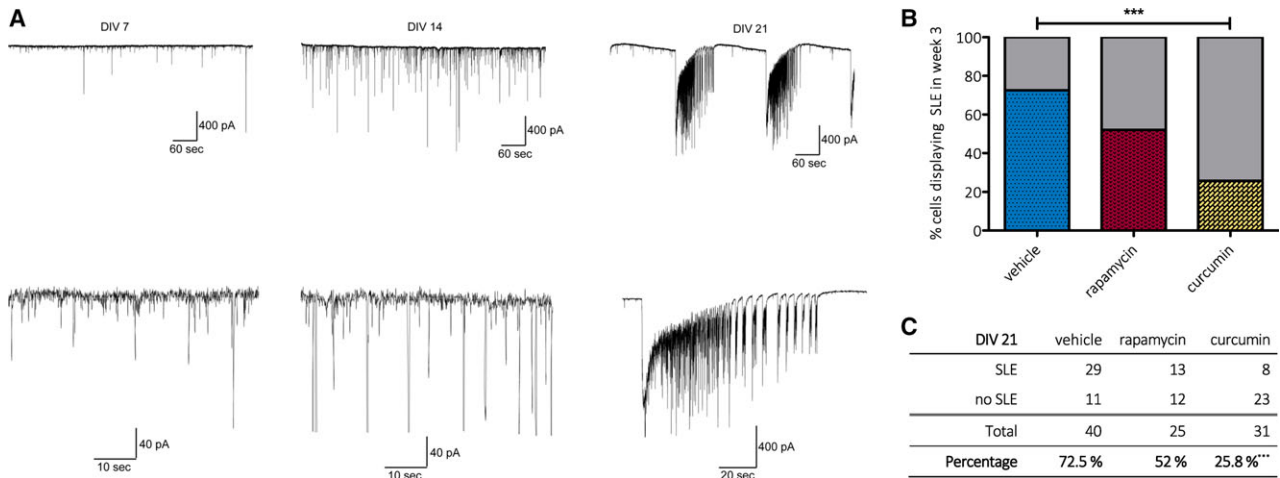 A
DIV 7
DIV 14
DIV 21
400 pA
60 sec
400 pA
60 sec
400 pA
60 sec
40 pA
10 sec
40 pA
10 sec
400 pA
20 sec
B
***
% cells displaying SLE in week 3
100
80
60
40
20
0
vehicle
rapamycin
curcumin
C
DIV 21 vehicle rapamycin curcumin
SLE 29 13 8
no SLE 11 12 23
Total 40 25 31
Percentage 72.5 % 52 % 25.8 %***